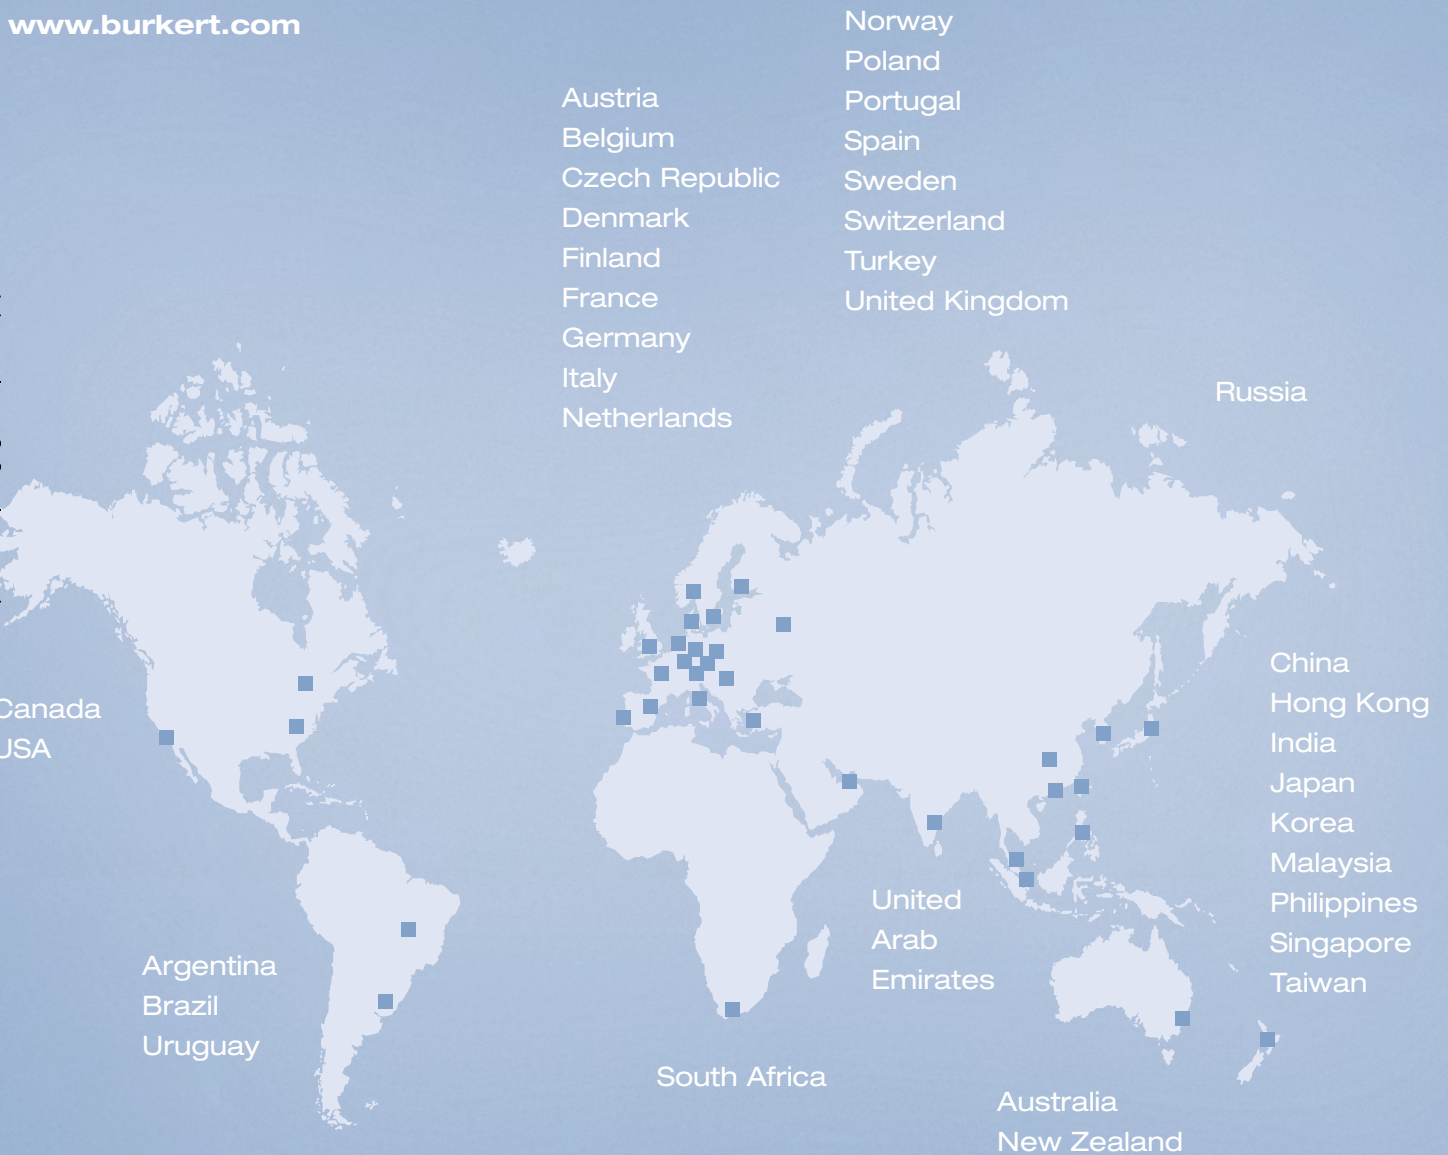 www.burkert.com
Austria
Belgium
Czech Republic
Denmark
Finland
France
Germany
Italy
Netherlands
Norway
Poland
Portugal
Spain
Sweden
Switzerland
Turkey
United Kingdom
Russia
Canada
USA
China
Hong Kong
India
Japan
Korea
Malaysia
Philippines
Singapore
Taiwan
United
Arab
Emirates
Argentina
Brazil
Uruguay
South Africa
Australia
New Zealand